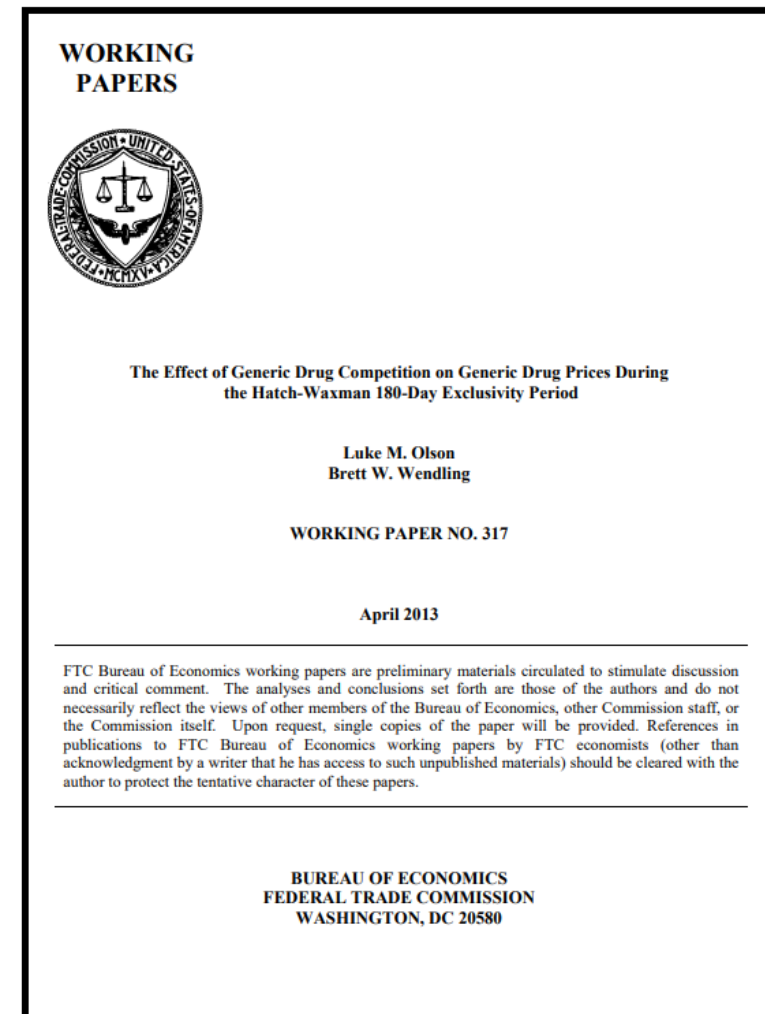 WORKING
PAPERS
FEDERAL·TRADE·COMMISSION·UNITED·STATES·OF·AMERICA
·MCMXV·
The Effect of Generic Drug Competition on Generic Drug Prices During
the Hatch-Waxman 180-Day Exclusivity Period
Luke M. Olson
Brett W. Wendling
WORKING PAPER NO. 317
April 2013
FTC Bureau of Economics working papers are preliminary materials circulated to stimulate discussion
and critical comment. The analyses and conclusions set forth are those of the authors and do not
necessarily reflect the views of other members of the Bureau of Economics, other Commission staff, or
the Commission itself. Upon request, single copies of the paper will be provided. References in
publications to FTC Bureau of Economics working papers by FTC economists (other than
acknowledgment by a writer that he has access to such unpublished materials) should be cleared with the
author to protect the tentative character of these papers.
BUREAU OF ECONOMICS
FEDERAL TRADE COMMISSION
WASHINGTON, DC 20580